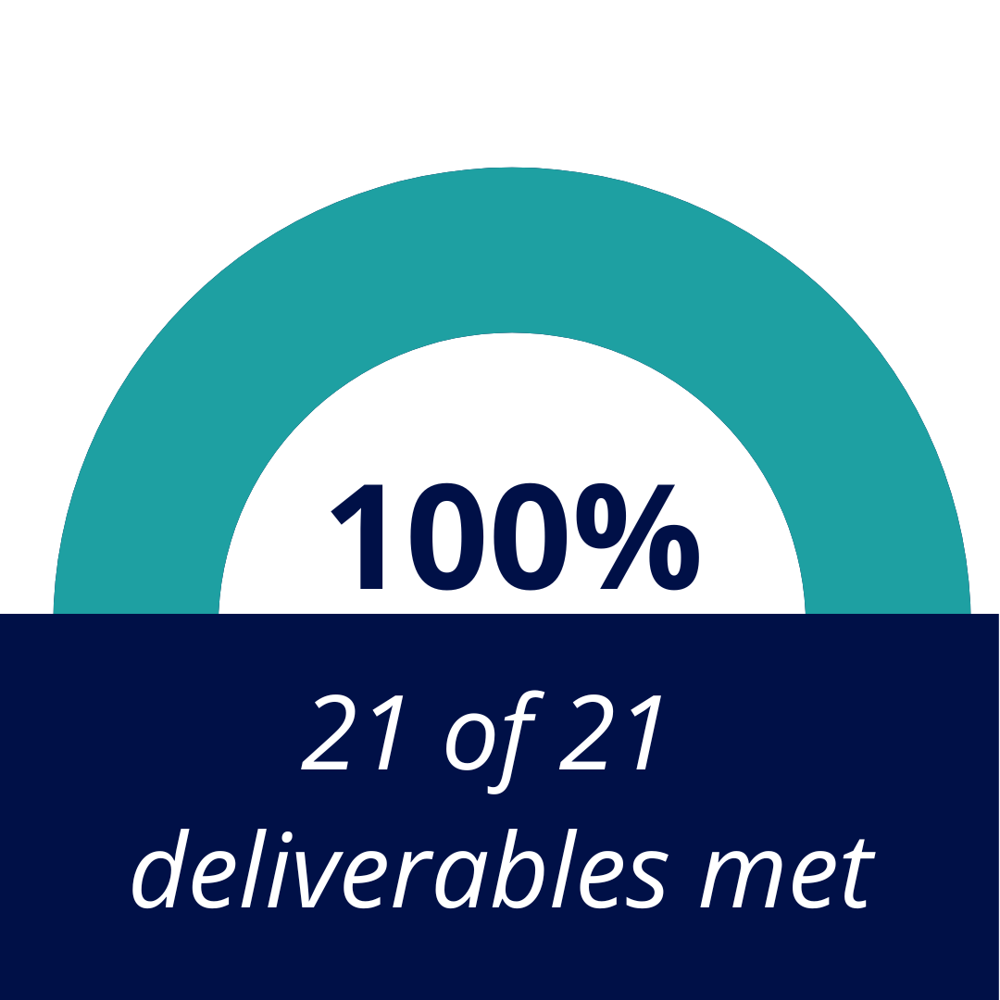 100%
21 of 21
deliverables met